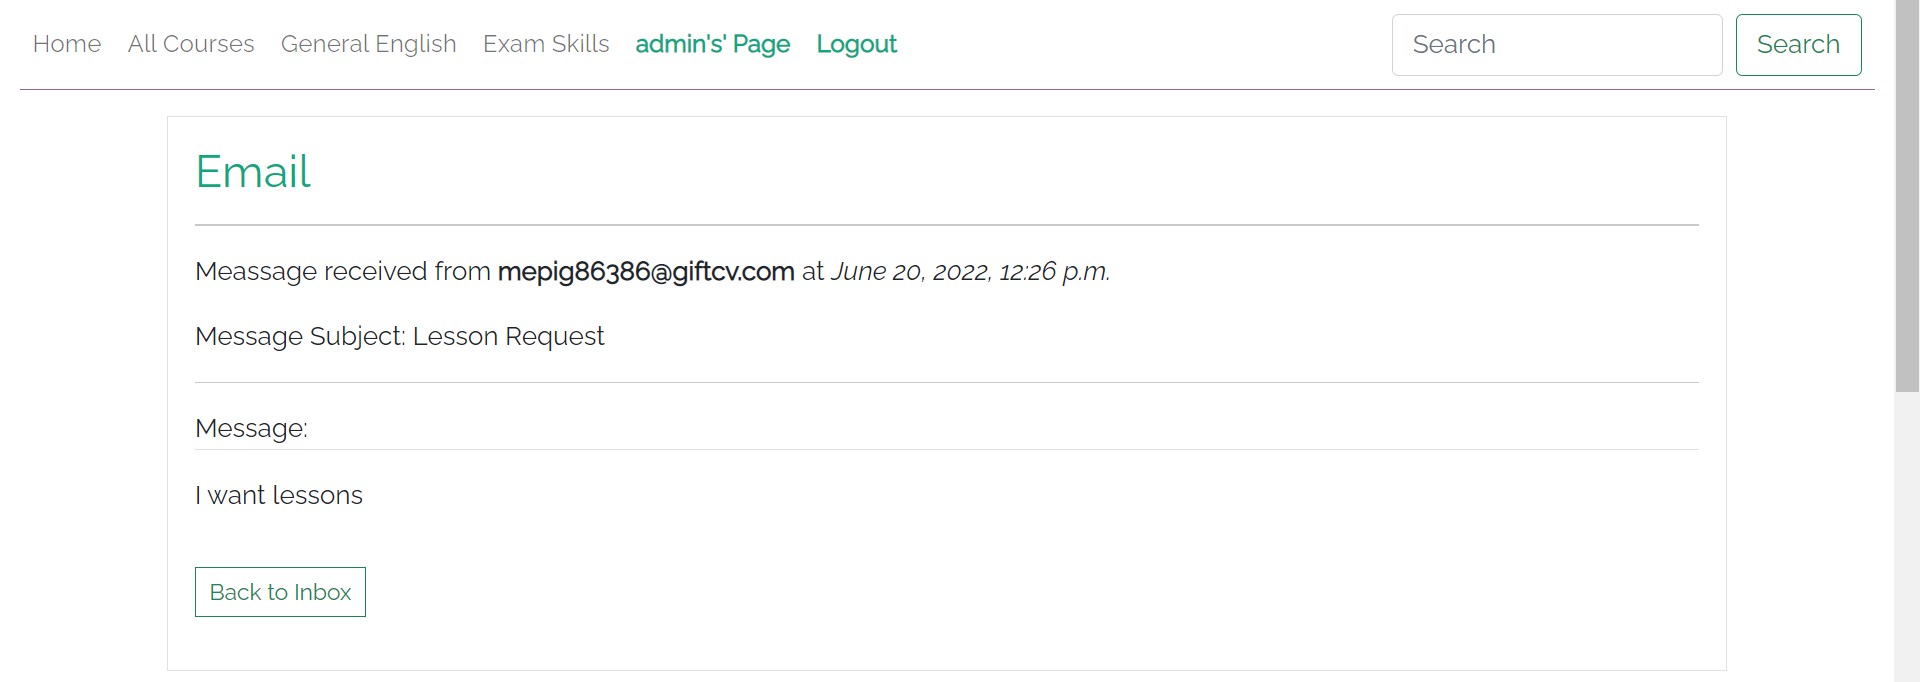 Home All Courses General English Exam Skills admin's' Page Logout Search Search
Email
Meassage received from mepig86386@giftcv.com at June 20, 2022, 12:26 p.m.
Message Subject: Lesson Request
Message:
I want lessons
Back to Inbox